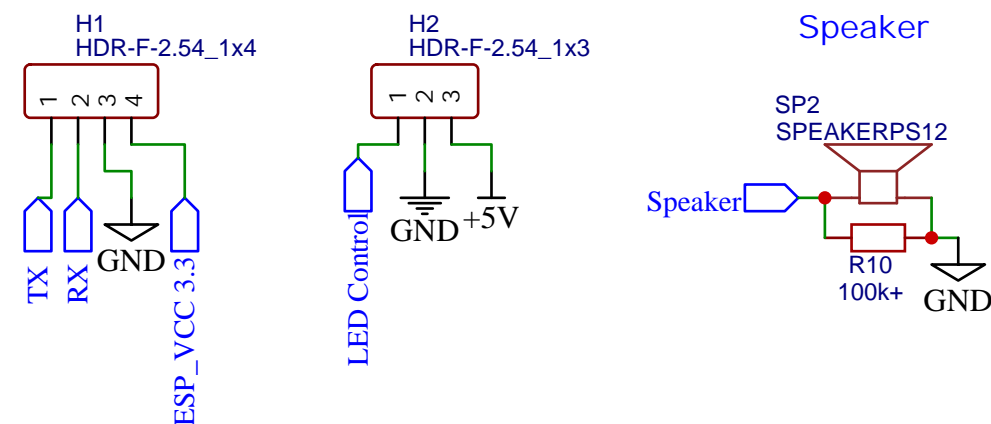 H1
HDR-F-2.54_1x4
1 2 3 4
TX
RX
GND
ESP_VCC 3.3
H2
HDR-F-2.54_1x3
1 2 3
LED Control
GND
+5V
Speaker
SP2
SPEAKERPS12
Speaker
R10
100k+
GND